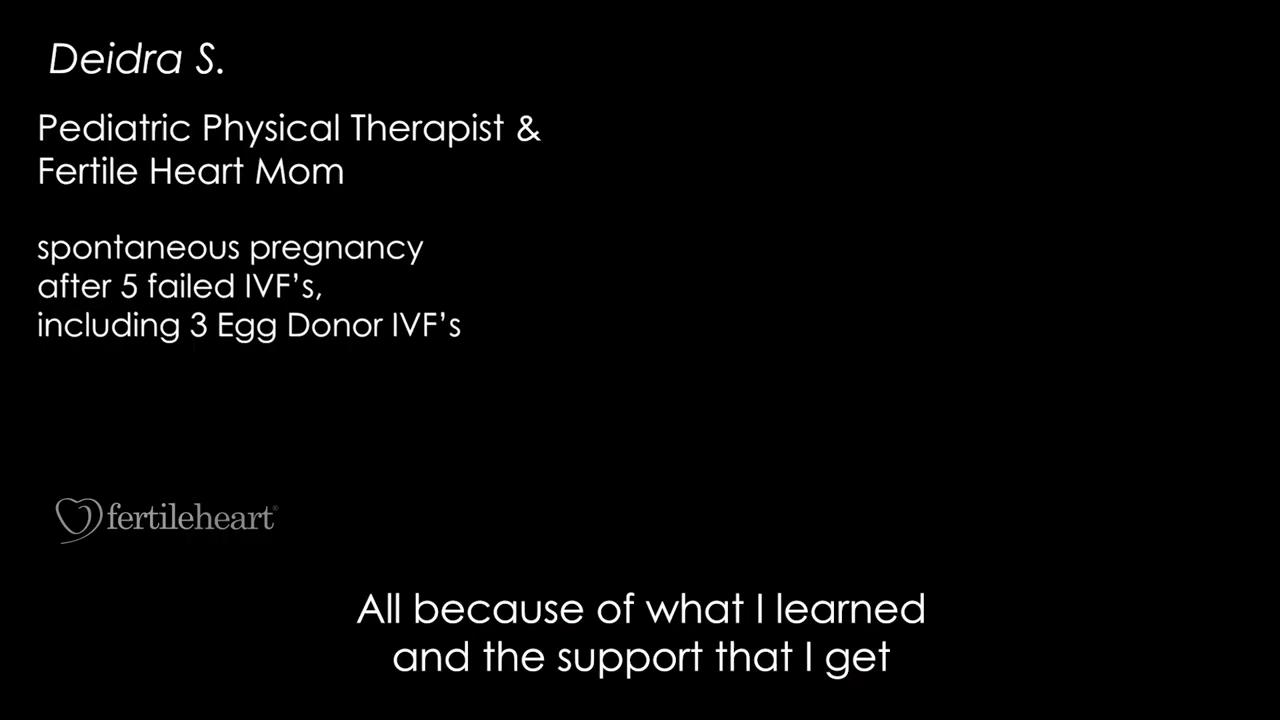 Deidra S.
Pediatric Physical Therapist &
Fertile Heart Mom
spontaneous pregnancy
after 5 failed IVF's,
including 3 Egg Donor IVF's
fertileheart®
All because of what I learned
and the support that I get